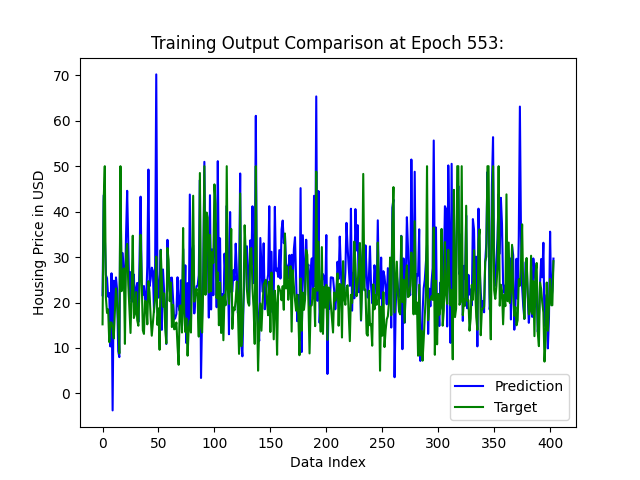 Training Output Comparison at Epoch 553:
Housing Price in USD
70
60
50
40
30
20
10
0
0 50 100 150 200 250 300 350 400
Data Index
Prediction
Target